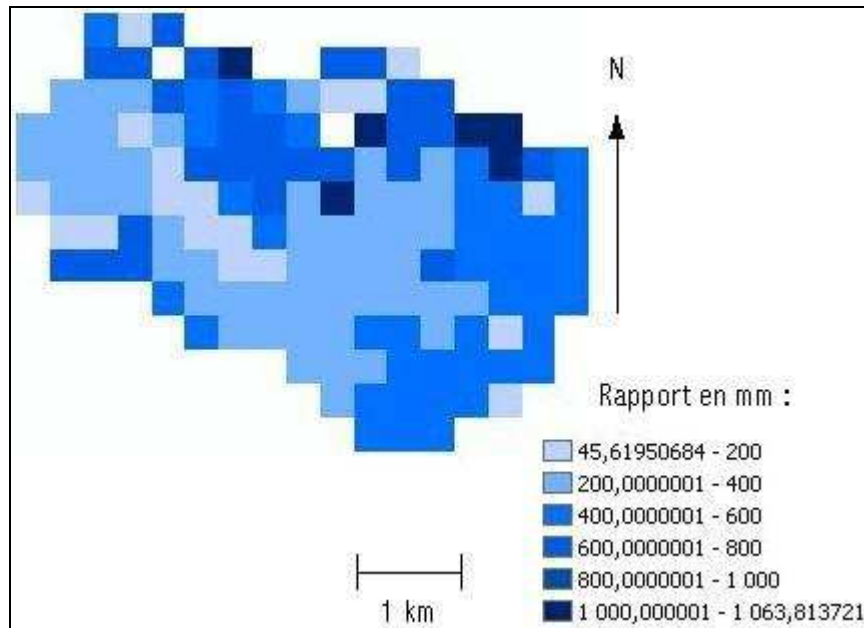 N
Rapport en mm :
45,61950684 - 200
200,0000001 - 400
400,0000001 - 600
600,0000001 - 800
800,0000001 - 1 000
1 000,000001 - 1 063,813721
1 km